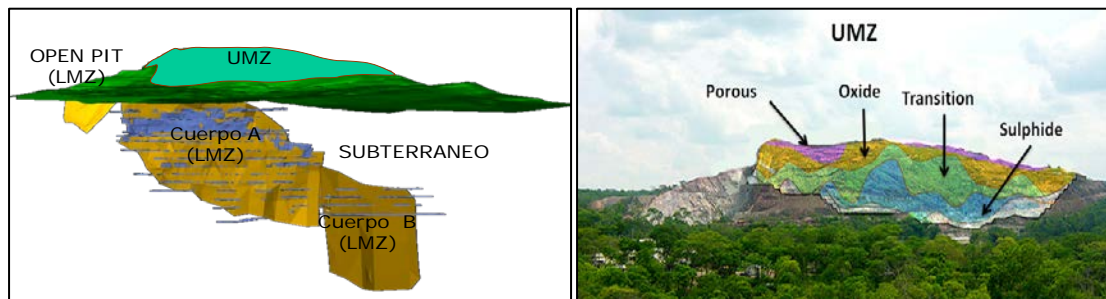 OPEN PIT
(LMZ)
UMZ
Cuerpo A
(LMZ)
SUBTERRANEO
Cuerpo B
(LMZ)
UMZ
Porous
Oxide
Transition
Sulphide